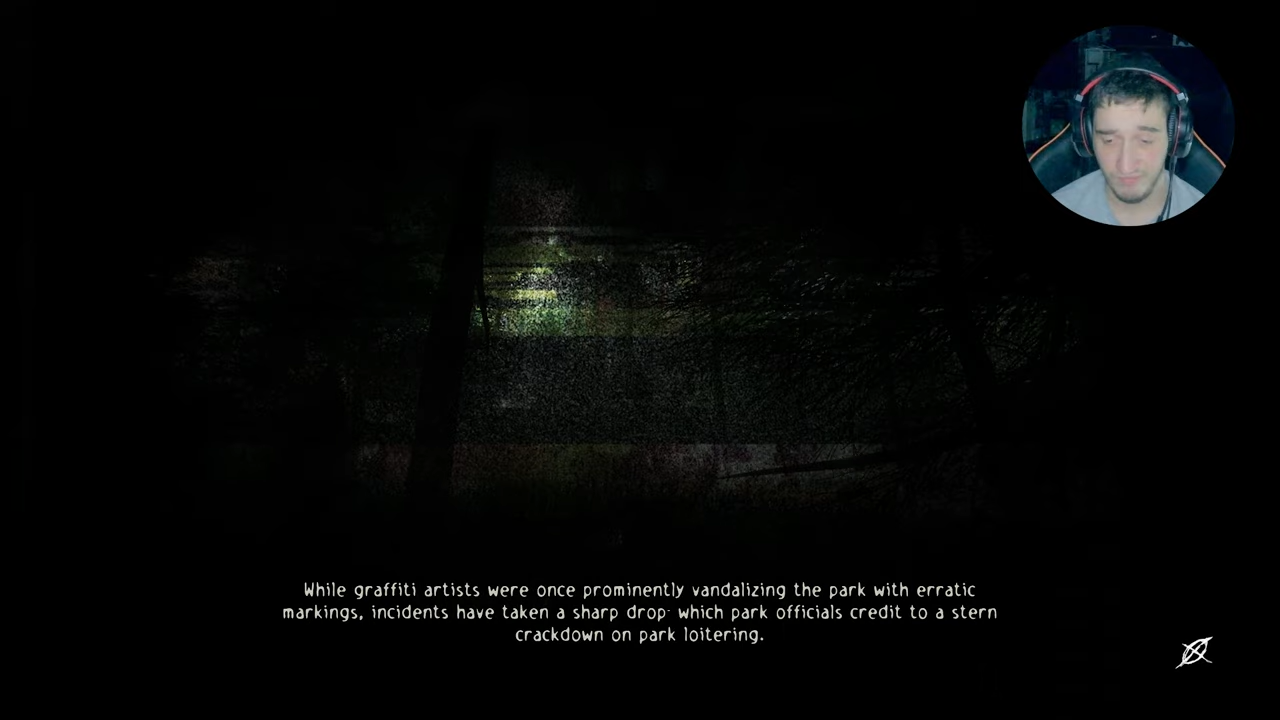 While graffiti artists were once prominently vandalizing the park with erratic
markings, incidents have taken a sharp drop- which park officials credit to a stern
crackdown on park loitering.